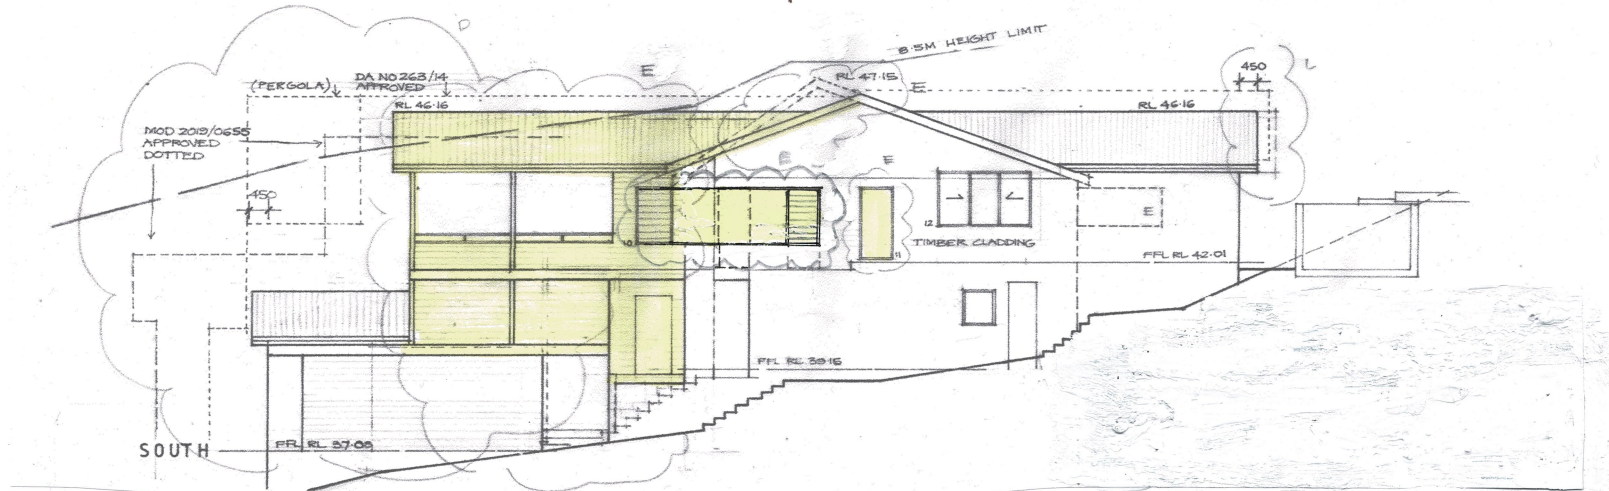 D
8.5M HEIGHT LIMIT
E
450
L
(PERGOLA)
DA NO 263/14
APPROVED
RL 47.15
E
RL 46.16
RL 46.16
MOD 2019/0655
APPROVED
DOTTED
E
E
450
E
12
TIMBER CLADDING
11
FFL RL 42.01
FFL RL 39.15
SOUTH
FFL RL